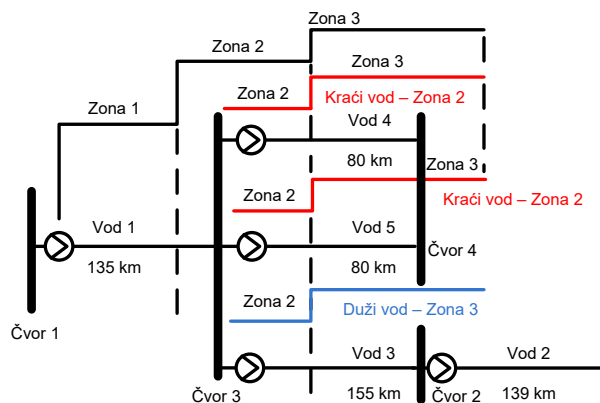 Zona 3
Zona 2
Zona 3
Zona 2
Kraći vod – Zona 2
Zona 1
Vod 4
80 km
Zona 3
Zona 2
Kraći vod – Zona 2
Vod 1
Vod 5
135 km
80 km
Čvor 4
Zona 2
Duži vod – Zona 3
Čvor 1
Vod 3
Vod 2
Čvor 3
155 km
Čvor 2
139 km